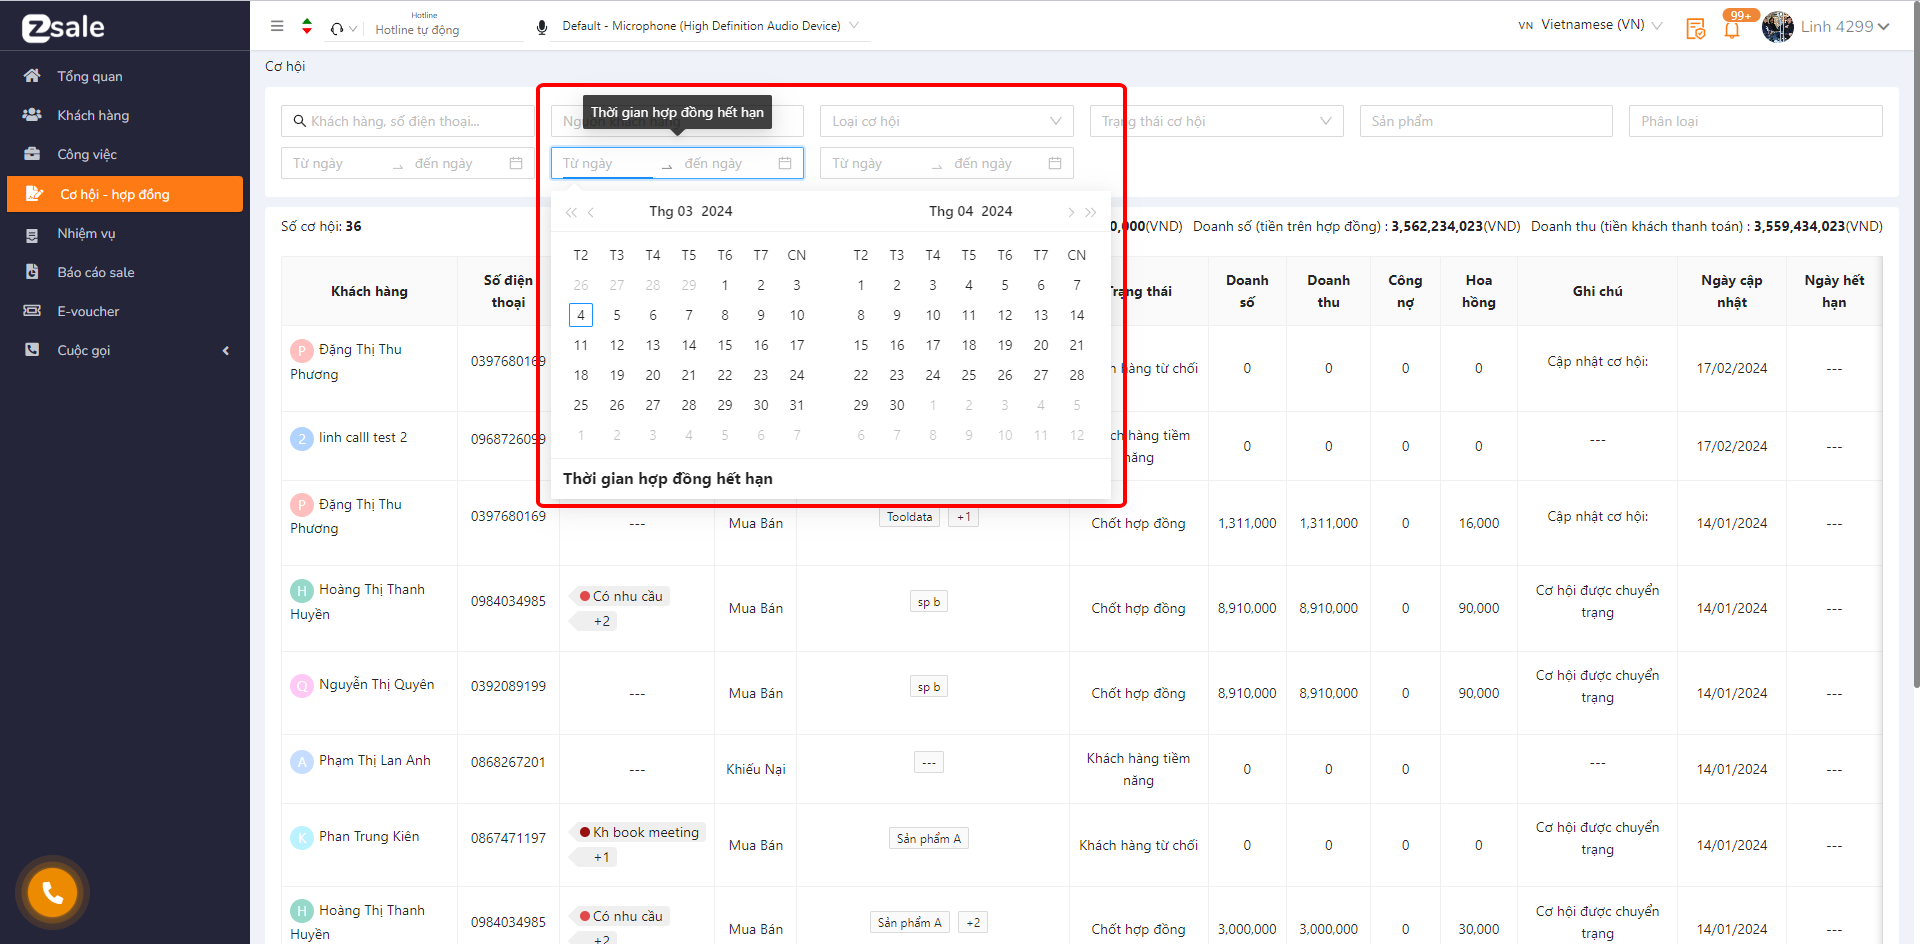 zsale
Hotline
Hotline tự động
Default - Microphone (High Definition Audio Device)
VN Vietnamese (VN)
99+
Linh 4299
Tổng quan
Khách hàng
Công việc
Cơ hội - hợp đồng
Nhiệm vụ
Báo cáo sale
E-voucher
Cuộc gọi
Cơ hội
Khách hàng, số điện thoại...
Thời gian hợp đồng hết hạn
Loại cơ hội
Trạng thái cơ hội
Sản phẩm
Phân loại
Từ ngày → đến ngày
Từ ngày → đến ngày
Từ ngày → đến ngày
Số cơ hội: 36
0,000(VND) Doanh số (tiền trên hợp đồng) : 3,562,234,023(VND) Doanh thu (tiền khách thanh toán) : 3,559,434,023(VND)
Thg 03 2024
T2 T3 T4 T5 T6 T7 CN
26 27 28 29 1 2 3
4 5 6 7 8 9 10
11 12 13 14 15 16 17
18 19 20 21 22 23 24
25 26 27 28 29 30 31
1 2 3 4 5 6 7
Thg 04 2024
T2 T3 T4 T5 T6 T7 CN
1 2 3 4 5 6 7
8 9 10 11 12 13 14
15 16 17 18 19 20 21
22 23 24 25 26 27 28
29 30 1 2 3 4 5
6 7 8 9 10 11 12
Thời gian hợp đồng hết hạn
Khách hàng
Số điện
thoại
Trạng thái
Doanh
số
Doanh
thu
Công
nợ
Hoa
hồng
Ghi chú
Ngày cập
nhật
Ngày hết
hạn
P Đặng Thị Thu
Phương
0397680169
hàng từ chối
0 0 0 0
Cập nhật cơ hội:
17/02/2024
---
2 linh calll test 2
0968726099
hàng tiềm
năng
0 0 0 0
---
17/02/2024
---
P Đặng Thị Thu
Phương
0397680169
---
Mua Bán
Tooldata +1
Chốt hợp đồng
1,311,000 1,311,000 0 16,000
Cập nhật cơ hội:
14/01/2024
---
H Hoàng Thị Thanh
Huyền
0984034985
Có nhu cầu
+2
Mua Bán
sp b
Chốt hợp đồng
8,910,000 8,910,000 0 90,000
Cơ hội được chuyển
trạng
14/01/2024
---
Q Nguyễn Thị Quyên
0392089199
---
Mua Bán
sp b
Chốt hợp đồng
8,910,000 8,910,000 0 90,000
Cơ hội được chuyển
trạng
14/01/2024
---
A Phạm Thị Lan Anh
0868267201
---
Khiếu Nại
---
Khách hàng tiềm
năng
0 0 0
---
14/01/2024
---
K Phan Trung Kiên
0867471197
Kh book meeting
+1
Mua Bán
Sản phẩm A
Khách hàng từ chối
0 0 0 0
Cơ hội được chuyển
trạng
14/01/2024
---
H Hoàng Thị Thanh
Huyền
0984034985
Có nhu cầu
+2
Mua Bán
Sản phẩm A +2
Chốt hợp đồng
3,000,000 3,000,000 0 30,000
Cơ hội được chuyển
trạng
14/01/2024
---